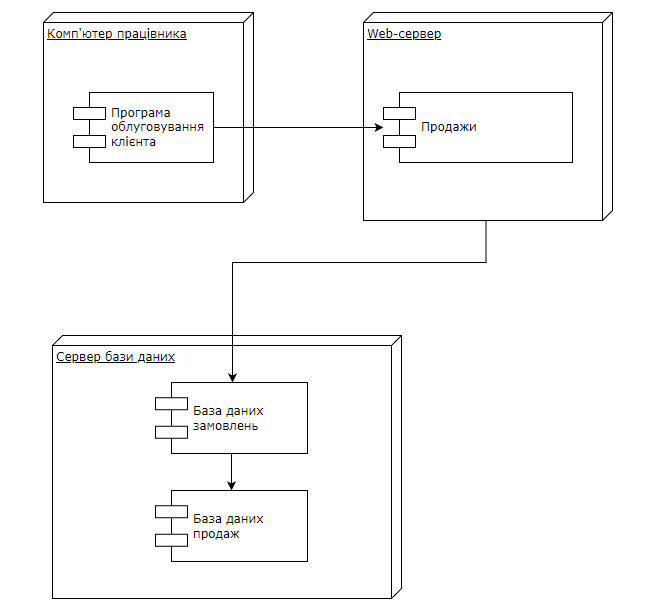 Комп'ютер працівника
Web-сервер
Програма
облуговування
клієнта
Продажи
Сервер бази даних
База даних
замовлень
База даних
продаж